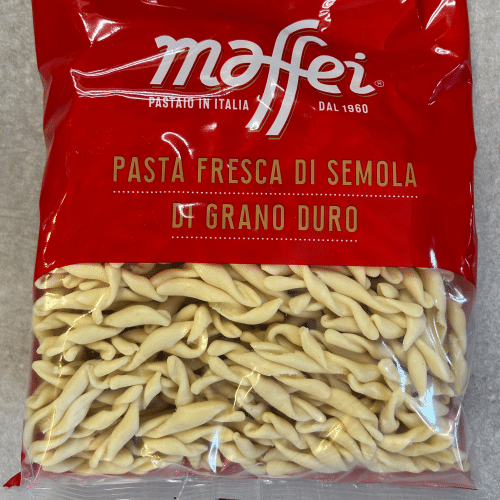 maffei®
PASTAIO IN ITALIA DAL 1960
PASTA FRESCA DI SEMOLA
DI GRANO DURO